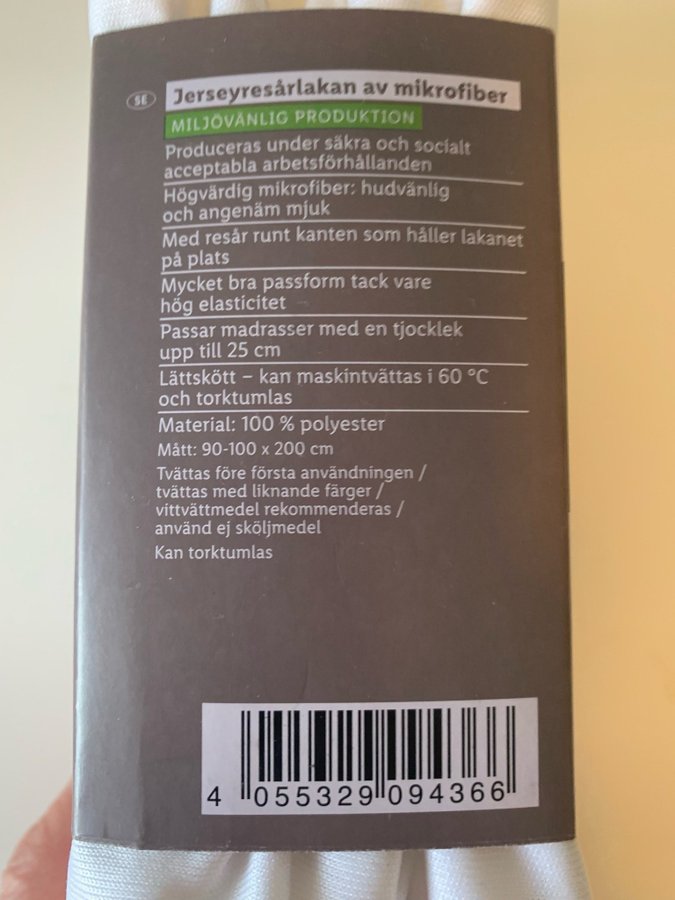 SE
Jerseyresårlakan av mikrofiber
MILJÖVÄNLIG PRODUKTION
Produceras under säkra och socialt
acceptabla arbetsförhållanden
Högvärdig mikrofiber: hudvänlig
och angenäm mjuk
Med resår runt kanten som håller lakanet
på plats
Mycket bra passform tack vare
hög elasticitet
Passar madrasser med en tjocklek
upp till 25 cm
Lättskött – kan maskintvättas i 60 °C
och torktumlas
Material: 100 % polyester
Mått: 90-100 x 200 cm
Tvättas före första användningen /
tvättas med liknande färger /
vittvättmedel rekommenderas /
använd ej sköljmedel
Kan torktumlas
4 055329 094366